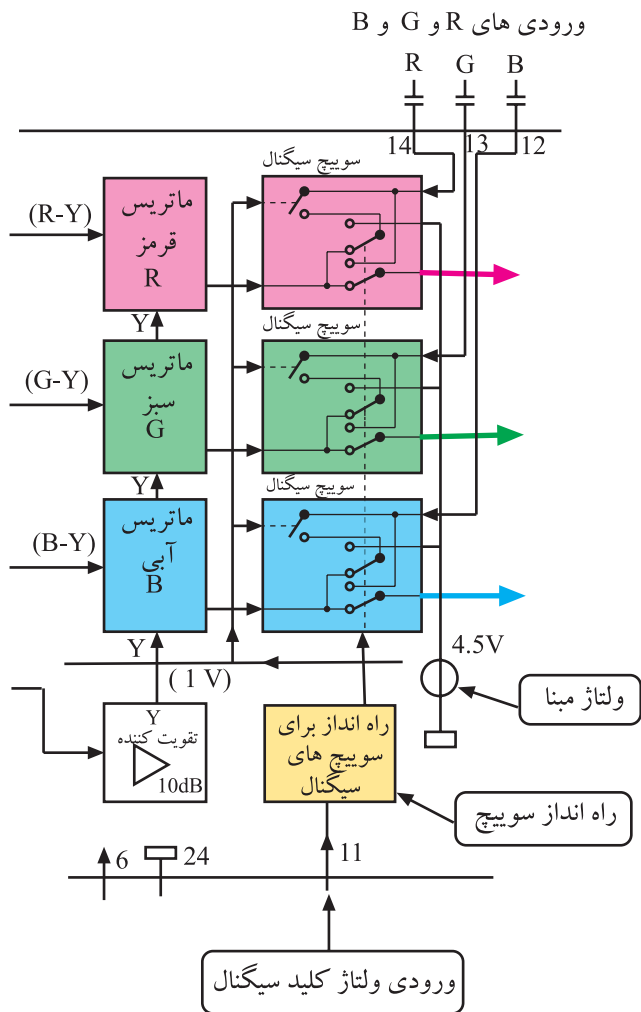 ورودی های R و G و B
R G B
14 13 12
سوییچ سیگنال
(R-Y)
ماتریس
قرمز
R
Y
سوییچ سیگنال
(G-Y)
ماتریس
سبز
G
Y
سوییچ سیگنال
(B-Y)
ماتریس
آبی
B
Y
4.5V
( 1 V)
ولتاژ مبنا
Y
تقویت کننده
10dB
راه انداز برای
سوییچ های
سیگنال
راه انداز سوییچ
6
24
11
ورودی ولتاژ کلید سیگنال